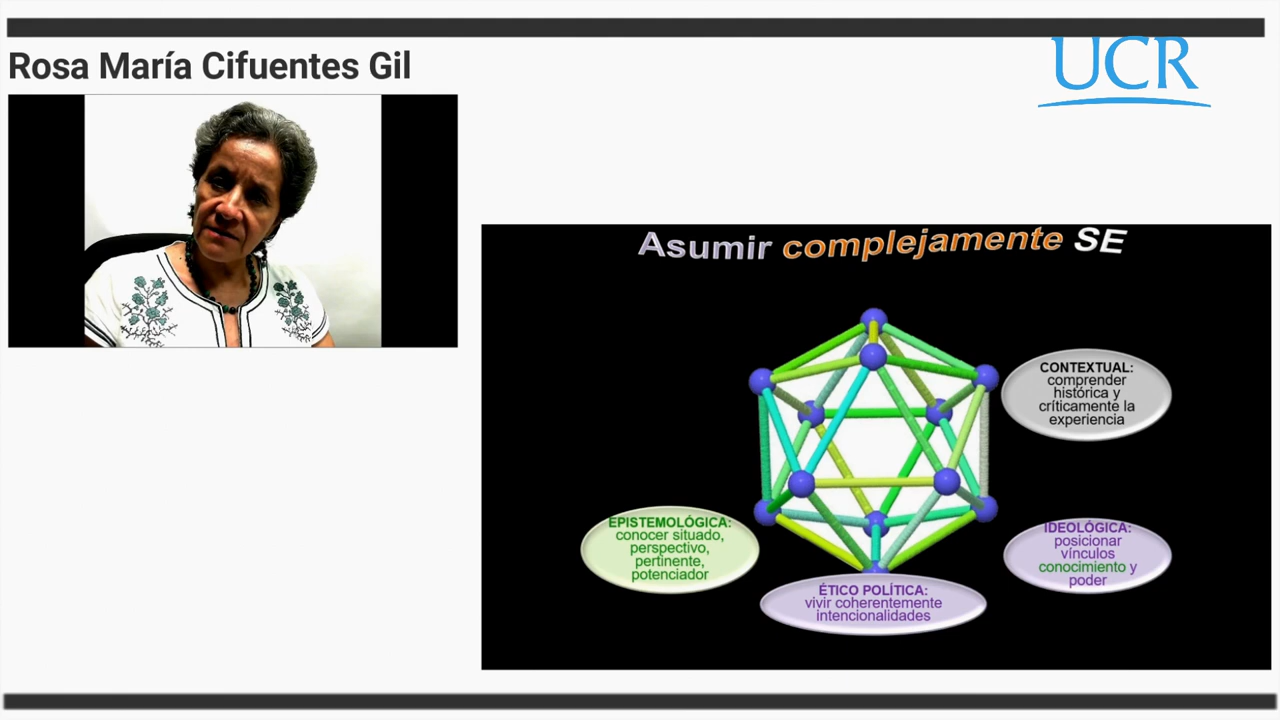 Rosa María Cifuentes Gil
UCR
Asumir complejamente SE
CONTEXTUAL:
comprender
histórica y
críticamente la
experiencia
EPISTEMOLÓGICA:
conocer situado,
perspectivo,
pertinente,
potenciador
IDEOLÓGICA:
posicionar
vínculos
conocimiento y
poder
ÉTICO POLÍTICA:
vivir coherentemente
intencionalidades